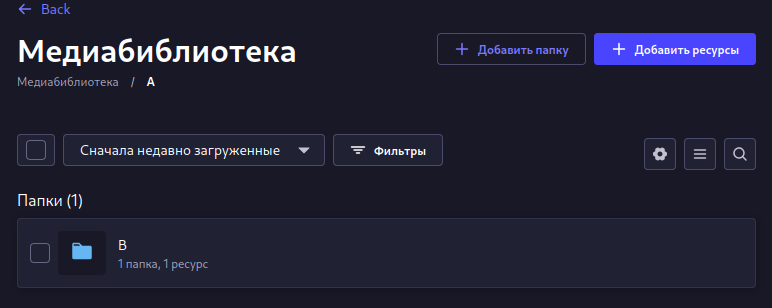 Back
Медиабиблиотека
Добавить папку
Добавить ресурсы
Медиабиблиотека / A
Сначала недавно загруженные
Фильтры
Папки (1)
B
1 папка, 1 ресурс